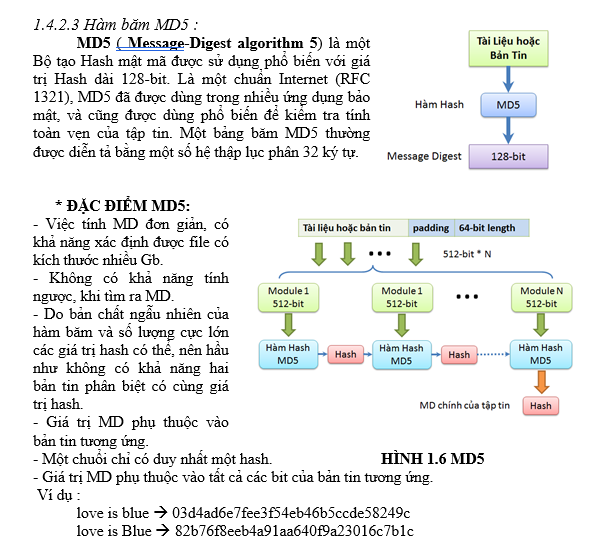 1.4.2.3 Hàm băm MD5 :
MD5 ( Message-Digest algorithm 5) là một
Bộ tạo Hash mật mã được sử dụng phổ biến với giá
trị Hash dài 128-bit. Là một chuẩn Internet (RFC
1321), MD5 đã được dùng trong nhiều ứng dụng bảo
mật, và cũng được dùng phổ biến để kiểm tra tính
toàn vẹn của tập tin. Một bảng băm MD5 thường
được diễn tả bằng một số hệ thập lục phân 32 ký tự.
Tài Liệu hoặc
Bản Tin
Hàm Hash
MD5
Message Digest
128-bit
* ĐẶC ĐIỂM MD5:
- Việc tính MD đơn giản, có
khả năng xác định được file có
kích thước nhiều Gb.
- Không có khả năng tính
ngược, khi tìm ra MD.
- Do bản chất ngẫu nhiên của
hàm băm và số lượng cực lớn
các giá trị hash có thể, nên hầu
như không có khả năng hai
bản tin phân biệt có cùng giá
trị hash.
- Giá trị MD phụ thuộc vào
bản tin tương ứng.
- Một chuỗi chỉ có duy nhất một hash.
- Giá trị MD phụ thuộc vào tất cả các bit của bản tin tương ứng.
Tài liệu hoặc bản tin padding 64-bit length
512-bit * N
Module 1
512-bit
Module 1
512-bit
Module N
512-bit
Hàm Hash
MD5
Hash
Hàm Hash
MD5
Hash
Hàm Hash
MD5
MD chính của tập tin
Hash
HÌNH 1.6 MD5
Ví dụ :
love is blue → 03d4ad6e7fee3f54eb46b5ccde58249c
love is Blue → 82b76f8eeb4a91aa640f9a23016c7b1c